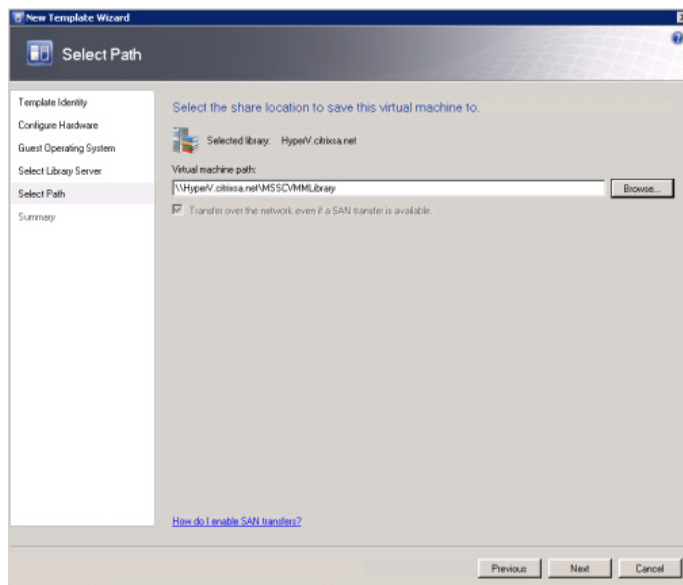 New Template Wizard
Select Path
Template Identity
Configure Hardware
Guest Operating System
Select Library Server
Select Path
Summary
Select the share location to save this virtual machine to.
Selected library: HyperV.citrixsa.net
Virtual machine path:
\\HyperV.citrixsa.net\MSSCVMMLibrary
Browse...
Transfer over the network even if a SAN transfer is available.
How do I enable SAN transfers?
Previous
Next
Cancel